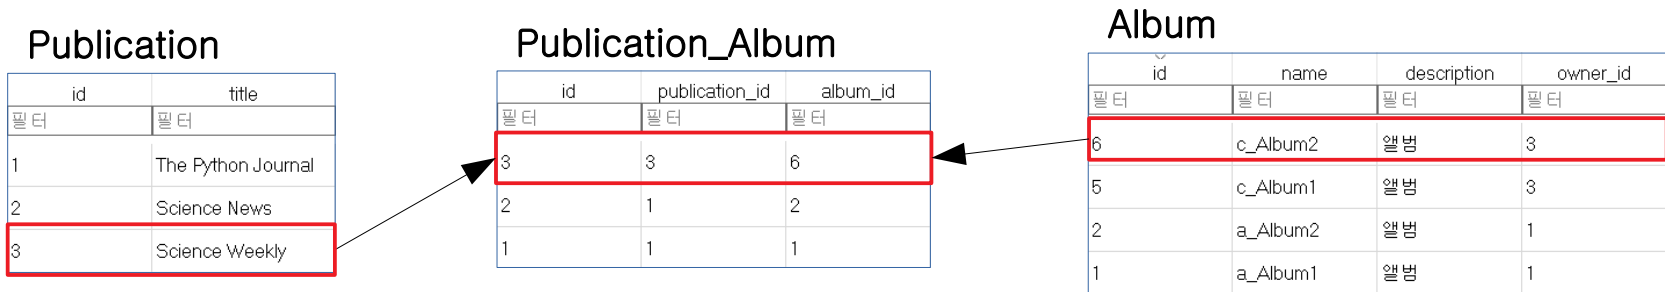 Publication
id title
필터 필터
1 The Python Journal
2 Science News
3 Science Weekly
Publication_Album
id publication_id album_id
필터 필터 필터
3 3 6
2 1 2
1 1 1
Album
id name description owner_id
필터 필터 필터 필터
6 c_Album2 앨범 3
5 c_Album1 앨범 3
2 a_Album2 앨범 1
1 a_Album1 앨범 1